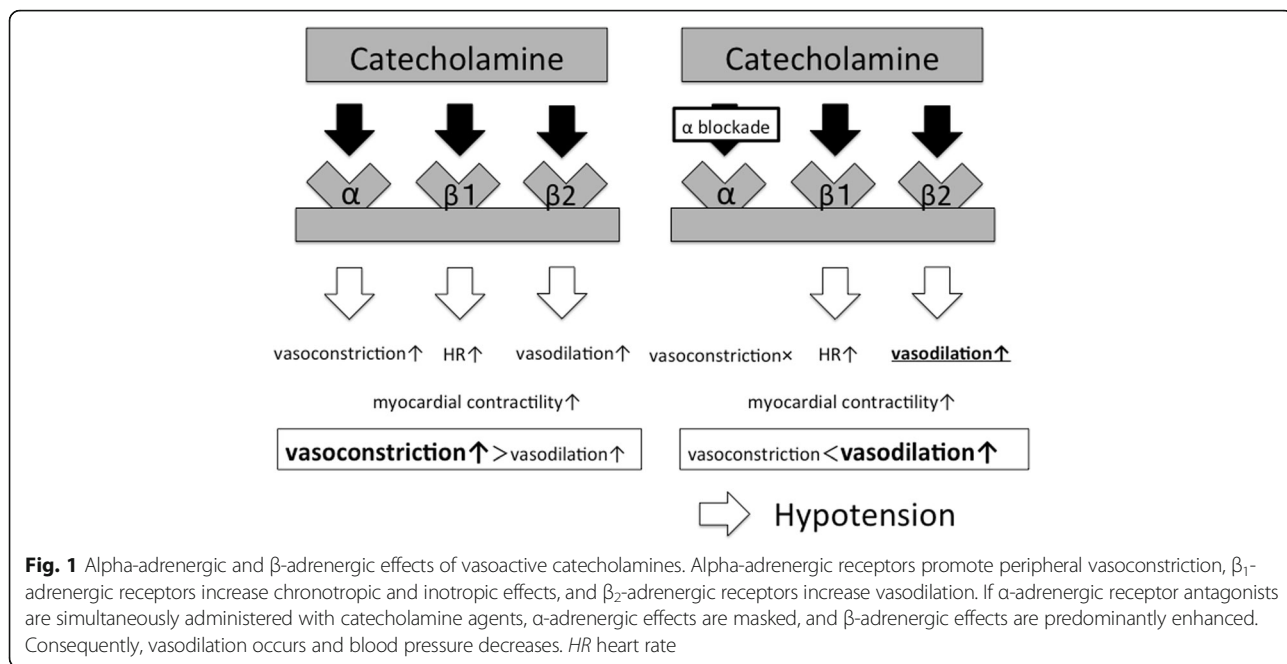 Catecholamine Catecholamine
α blockade
α β1 β2 α β1 β2
vasoconstriction↑ HR↑ vasodilation↑ vasoconstriction× HR↑ vasodilation↑
myocardial contractility↑ myocardial contractility↑
vasoconstriction↑＞vasodilation↑ vasoconstriction＜vasodilation↑
Hypotension
Fig. 1 Alpha-adrenergic and β-adrenergic effects of vasoactive catecholamines. Alpha-adrenergic receptors promote peripheral vasoconstriction, β₁-
adrenergic receptors increase chronotropic and inotropic effects, and β₂-adrenergic receptors increase vasodilation. If α-adrenergic receptor antagonists
are simultaneously administered with catecholamine agents, α-adrenergic effects are masked, and β-adrenergic effects are predominantly enhanced.
Consequently, vasodilation occurs and blood pressure decreases. HR heart rate